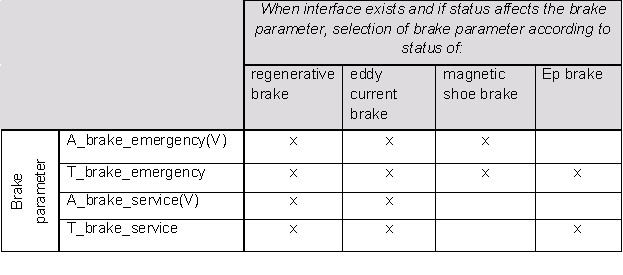 When interface exists and if status affects the brake
parameter, selection of brake parameter according to
status of:
regenerative brake eddy current brake magnetic shoe brake Ep brake
Brake parameter
A_brake_emergency(V) x x x
T_brake_emergency x x x x
A_brake_service(V) x x
T_brake_service x x x